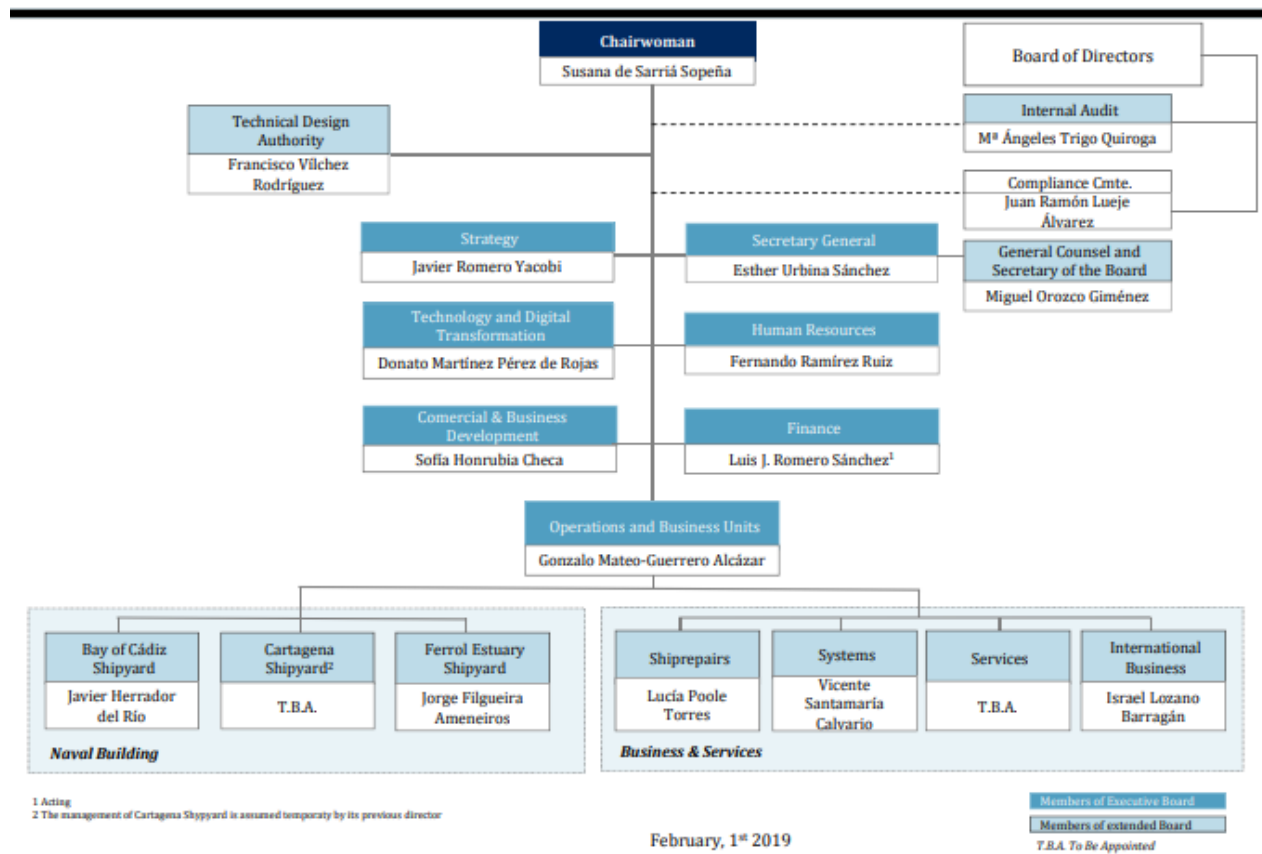 Chairwoman
Susana de Sarriá Sopeña
Board of Directors
Technical Design
Authority
Francisco Vílchez
Rodríguez
Internal Audit
Mª Ángeles Trigo Quiroga
Compliance Cmte.
Juan Ramón Lueje
Álvarez
Strategy
Javier Romero Yacobi
Secretary General
Esther Urbina Sánchez
General Counsel and
Secretary of the Board
Miguel Orozco Giménez
Technology and Digital
Transformation
Donato Martínez Pérez de Rojas
Human Resources
Fernando Ramírez Ruiz
Comercial & Business
Development
Sofía Honrubia Checa
Finance
Luis J. Romero Sánchez¹
Operations and Business Units
Gonzalo Mateo-Guerrero Alcázar
Bay of Cádiz
Shipyard
Javier Herrador
del Río
Cartagena
Shipyard²
T.B.A.
Ferrol Estuary
Shipyard
Jorge Filgueira
Ameneiros
Naval Building
Shiprepairs
Lucía Poole
Torres
Systems
Vicente
Santamaría
Calvario
Services
T.B.A.
International
Business
Israel Lozano
Barragán
Business & Services
1 Acting
2 The management of Cartagena Shypyard is assumed temporaty by its previous director
February, 1st 2019
Members of Executive Board
Members of extended Board
T.B.A. To Be Appointed